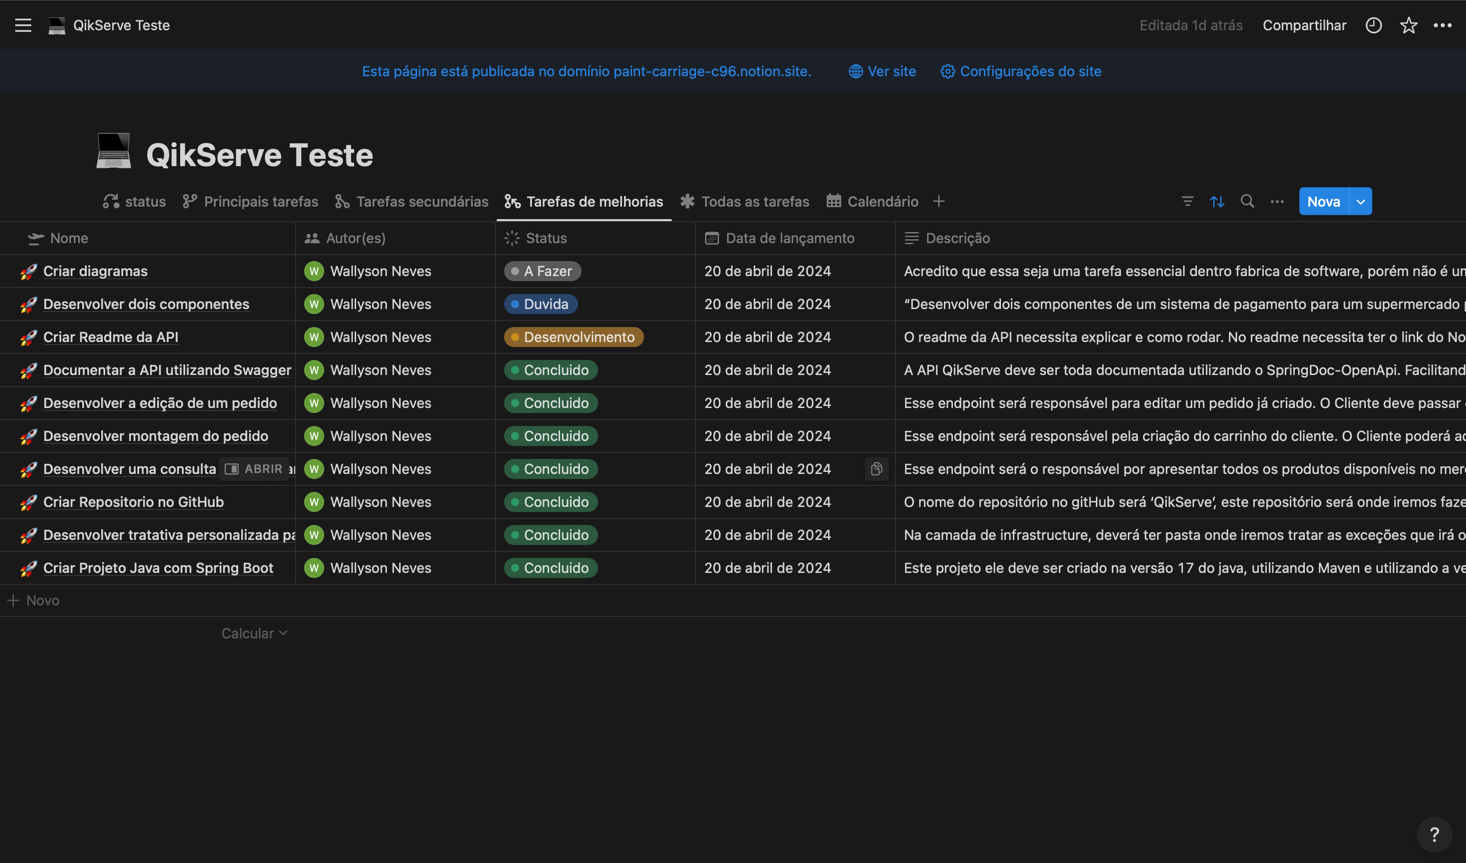 QikServe Teste
Editada 1d atrás Compartilhar
Esta página está publicada no domínio paint-carriage-c96.notion.site. Ver site Configurações do site
QikServe Teste
status Principais tarefas Tarefas secundárias Tarefas de melhorias Todas as tarefas Calendário Nova
Nome Autor(es) Status Data de lançamento Descrição
Criar diagramas W Wallyson Neves A Fazer 20 de abril de 2024 Acredito que essa seja uma tarefa essencial dentro fabrica de software, porém não é
Desenvolver dois componentes W Wallyson Neves Duvida 20 de abril de 2024 “Desenvolver dois componentes de um sistema de pagamento para um supermercado
Criar Readme da API W Wallyson Neves Desenvolvimento 20 de abril de 2024 O readme da API necessita explicar e como rodar. No readme necessita ter o link do No
Documentar a API utilizando Swagger W Wallyson Neves Concluido 20 de abril de 2024 A API QikServe deve ser toda documentada utilizando o SpringDoc-OpenApi. Facilitand
Desenvolver a edição de um pedido W Wallyson Neves Concluido 20 de abril de 2024 Esse endpoint será responsável para editar um pedido já criado. O Cliente deve passar
Desenvolver montagem do pedido W Wallyson Neves Concluido 20 de abril de 2024 Esse endpoint será responsável pela criação do carrinho do cliente. O Cliente poderá
Desenvolver uma consulta ABRIR W Wallyson Neves Concluido 20 de abril de 2024 Esse endpoint será o responsável por apresentar todos os produtos disponíveis no mer
Criar Repositorio no GitHub W Wallyson Neves Concluido 20 de abril de 2024 O nome do repositório no gitHub será ‘QikServe’, este repositório será onde iremos faze
Desenvolver tratativa personalizada pa W Wallyson Neves Concluido 20 de abril de 2024 Na camada de infrastructure, deverá ter pasta onde iremos tratar as exceções que irá
Criar Projeto Java com Spring Boot W Wallyson Neves Concluido 20 de abril de 2024 Este projeto ele deve ser criado na versão 17 do java, utilizando Maven e utilizando a ve
Novo
Calcular
?